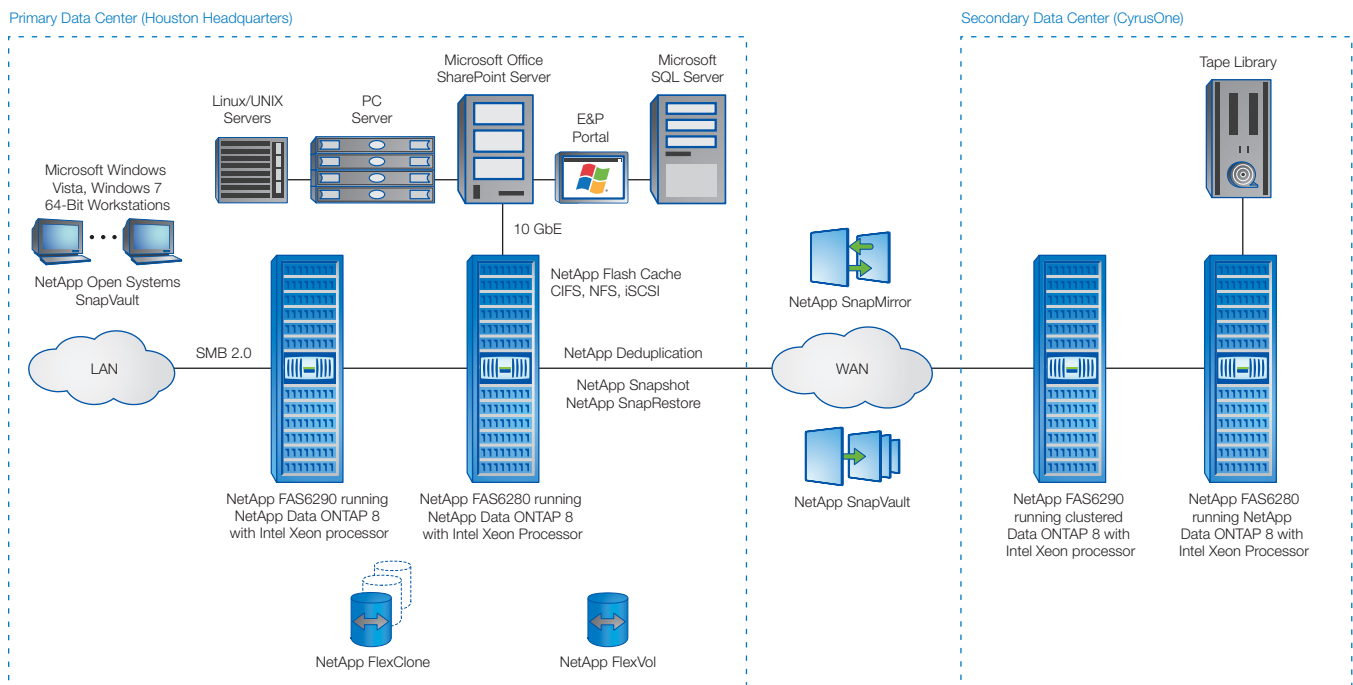 Primary Data Center (Houston Headquarters)
Secondary Data Center (CyrusOne)
Microsoft Office
SharePoint Server
Microsoft
SQL Server
Tape Library
Linux/UNIX
Servers
PC
Server
E&P
Portal
Microsoft Windows
Vista, Windows 7
64-Bit Workstations
10 GbE
NetApp Open Systems
SnapVault
NetApp Flash Cache
CIFS, NFS, iSCSI
NetApp SnapMirror
LAN
SMB 2.0
NetApp Deduplication
NetApp Snapshot
NetApp SnapRestore
WAN
NetApp SnapVault
NetApp FAS6290 running
NetApp Data ONTAP 8
with Intel Xeon processor
NetApp FAS6280 running
NetApp Data ONTAP 8
with Intel Xeon Processor
NetApp FAS6290
running clustered
Data ONTAP 8 with
Intel Xeon processor
NetApp FAS6280
running NetApp
Data ONTAP 8 with
Intel Xeon Processor
NetApp FlexClone
NetApp FlexVol